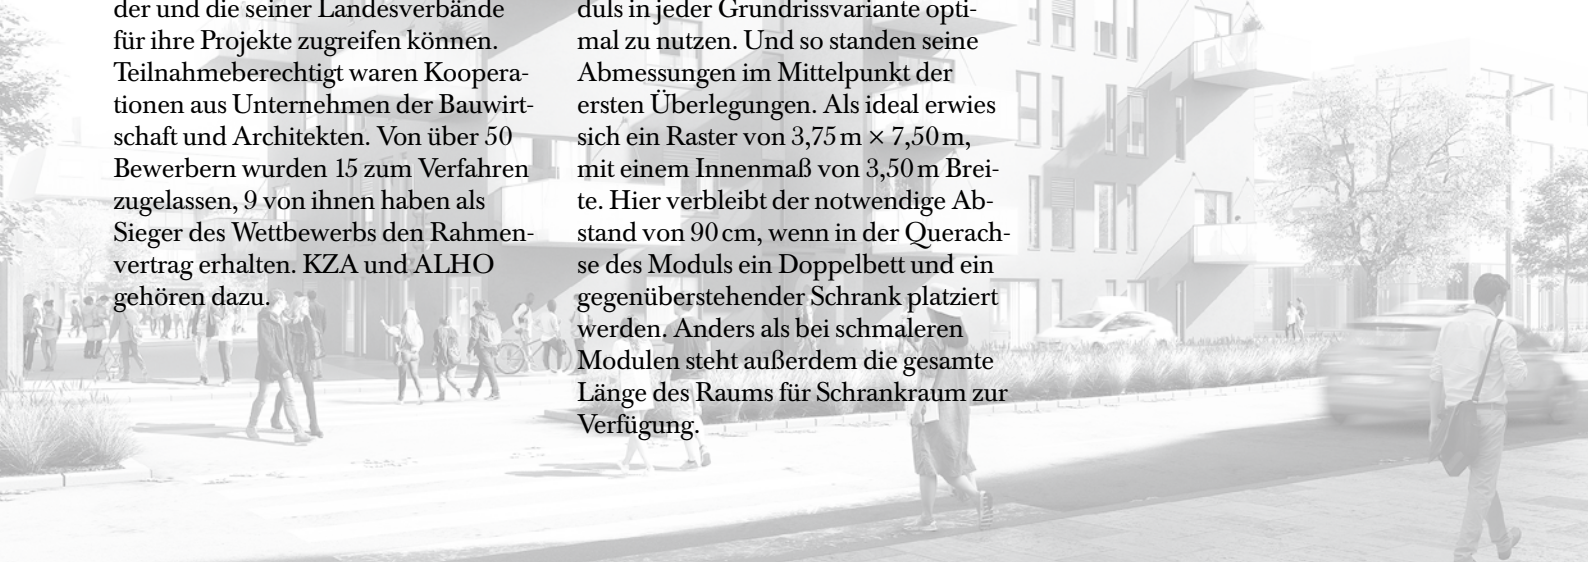 der und die seiner Landesverbände
für ihre Projekte zugreifen können.
Teilnahmeberechtigt waren Koopera-
tionen aus Unternehmen der Bauwirt-
schaft und Architekten. Von über 50
Bewerbern wurden 15 zum Verfahren
zugelassen, 9 von ihnen haben als
Sieger des Wettbewerbs den Rahmen-
vertrag erhalten. KZA und ALHO
gehören dazu.
duls in jeder Grundrissvariante opti-
mal zu nutzen. Und so standen seine
Abmessungen im Mittelpunkt der
ersten Überlegungen. Als ideal erwies
sich ein Raster von 3,75 m × 7,50 m,
mit einem Innenmaß von 3,50 m Brei-
te. Hier verbleibt der notwendige Ab-
stand von 90 cm, wenn in der Querach-
se des Moduls ein Doppelbett und ein
gegenüberstehender Schrank platziert
werden. Anders als bei schmaleren
Modulen steht außerdem die gesamte
Länge des Raums für Schrankraum zur
Verfügung.